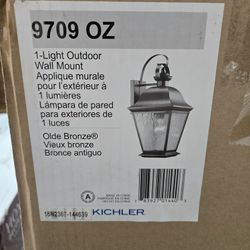 9709 OZ
1-Light Outdoor
Wall Mount
Applique murale
pour l'extérieur à
1 lumières
Lámpara de pared
para exteriores de
1 luces
Olde Bronze®
Vieux bronze
Bronce antiguo
A
KICHLER